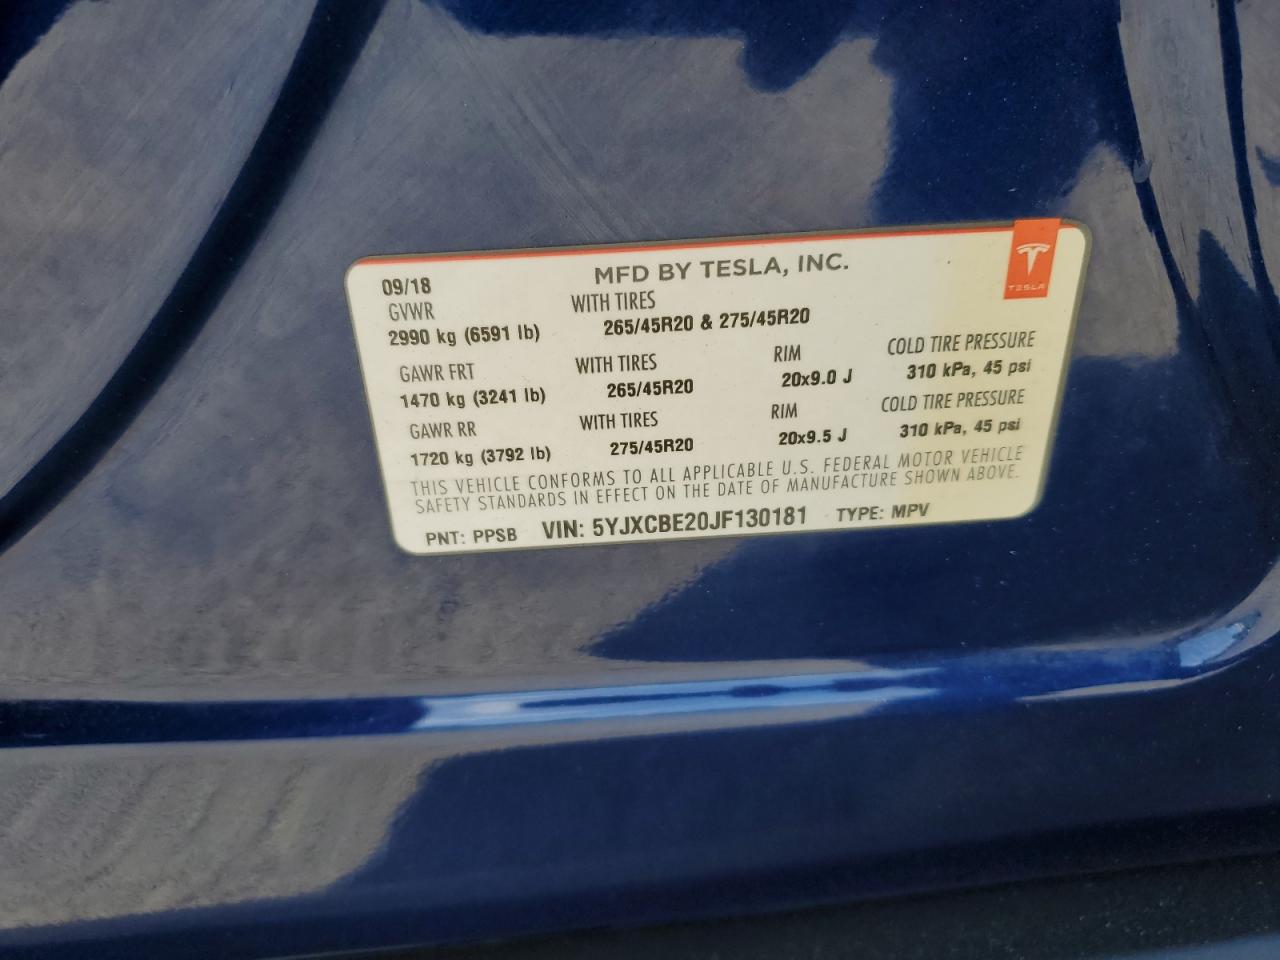 MFD BY TESLA, INC.
TESLA
09/18
GVWR WITH TIRES
2990 kg (6591 lb) 265/45R20 & 275/45R20
GAWR FRT WITH TIRES RIM COLD TIRE PRESSURE
1470 kg (3241 lb) 265/45R20 20x9.0 J 310 kPa, 45 psi
GAWR RR WITH TIRES RIM COLD TIRE PRESSURE
1720 kg (3792 lb) 275/45R20 20x9.5 J 310 kPa, 45 psi
THIS VEHICLE CONFORMS TO ALL APPLICABLE U.S. FEDERAL MOTOR VEHICLE
SAFETY STANDARDS IN EFFECT ON THE DATE OF MANUFACTURE SHOWN ABOVE.
PNT: PPSB VIN: 5YJXCBE20JF130181 TYPE: MPV